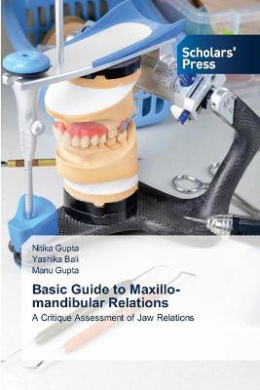 Scholars'
Press
Nitika Gupta
Yashika Bali
Manu Gupta
Basic Guide to Maxillo-
mandibular Relations
A Critique Assessment of Jaw Relations